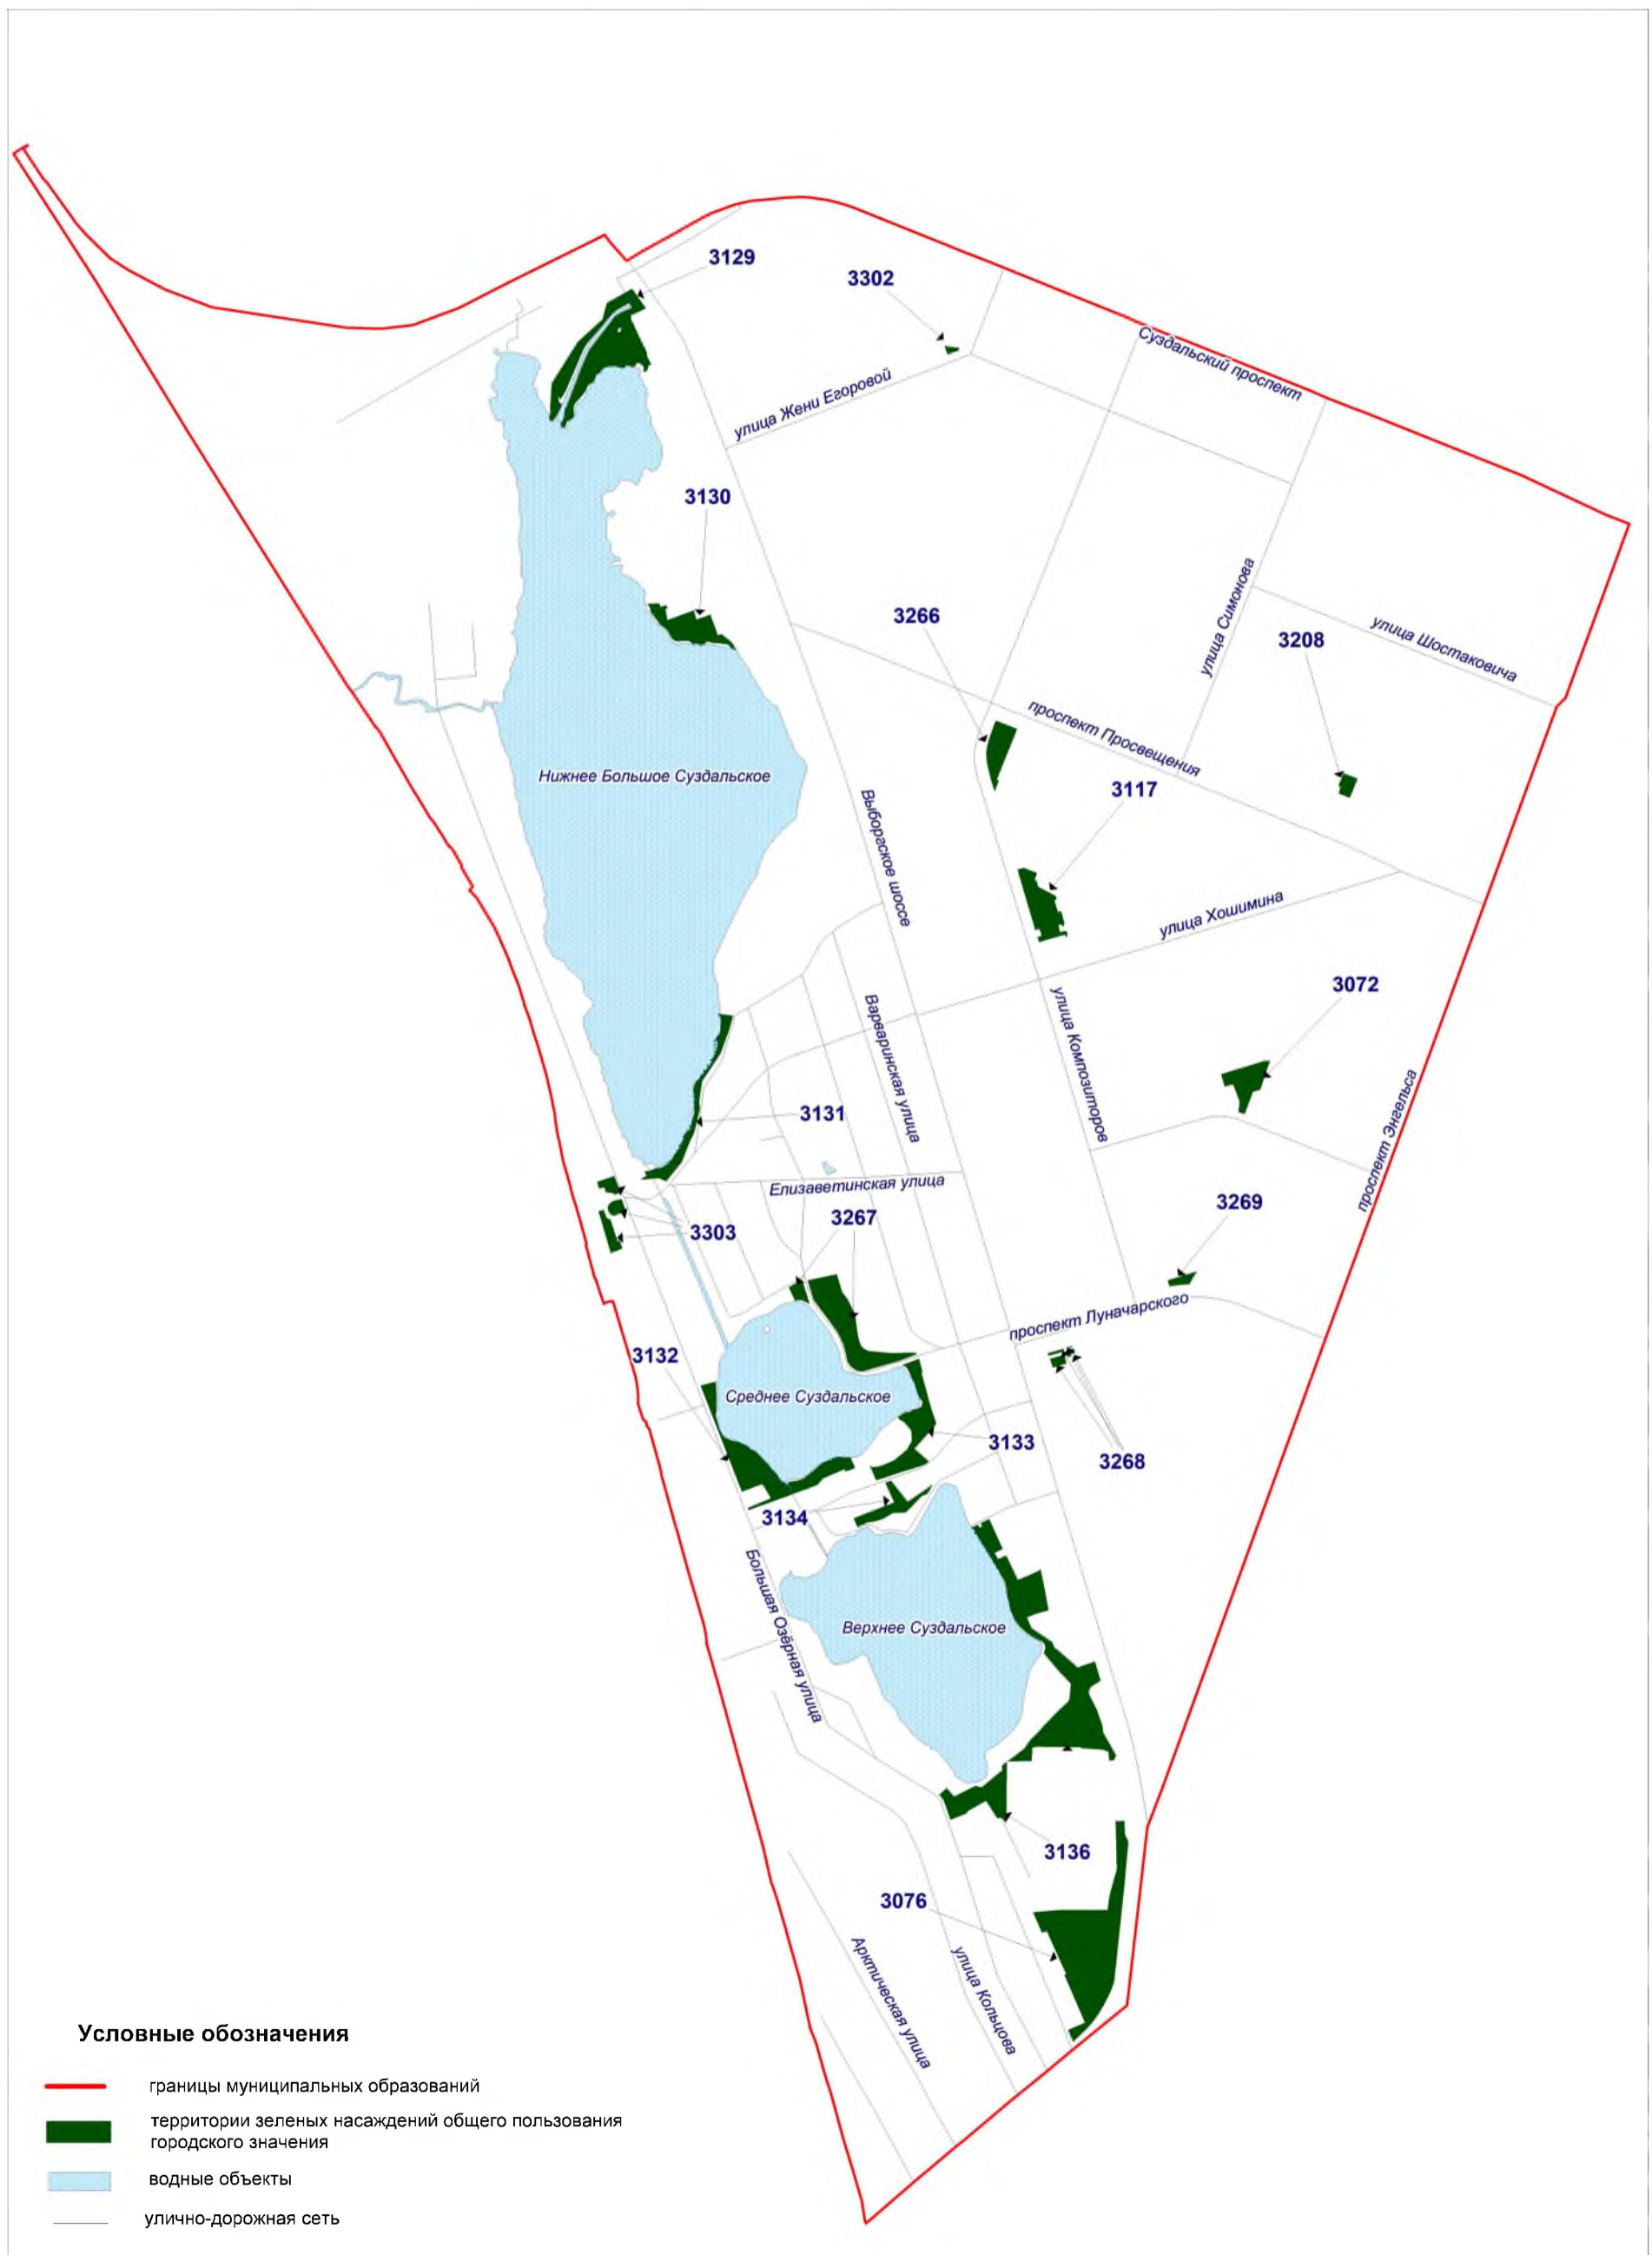 3129
3302
Суздальский проспект
улица Жени Егоровой
3130
3266
улица Симонова
улица Шостаковича
3208
проспект Просвещения
Нижнее Большое Суздальское
3117
Выборгское шоссе
улица Хошимина
3072
улица Композиторов
Варваринская улица
проспект Энгельса
3131
Елизаветинская улица
3267
3303
3269
проспект Луначарского
3132
Среднее Суздальское
3133
3268
3134
Большая Озёрная улица
Верхнее Суздальское
3136
3076
Арктическая улица
улица Кольцова
Условные обозначения
границы муниципальных образований
территории зеленых насаждений общего пользования
городского значения
водные объекты
улично-дорожная сеть